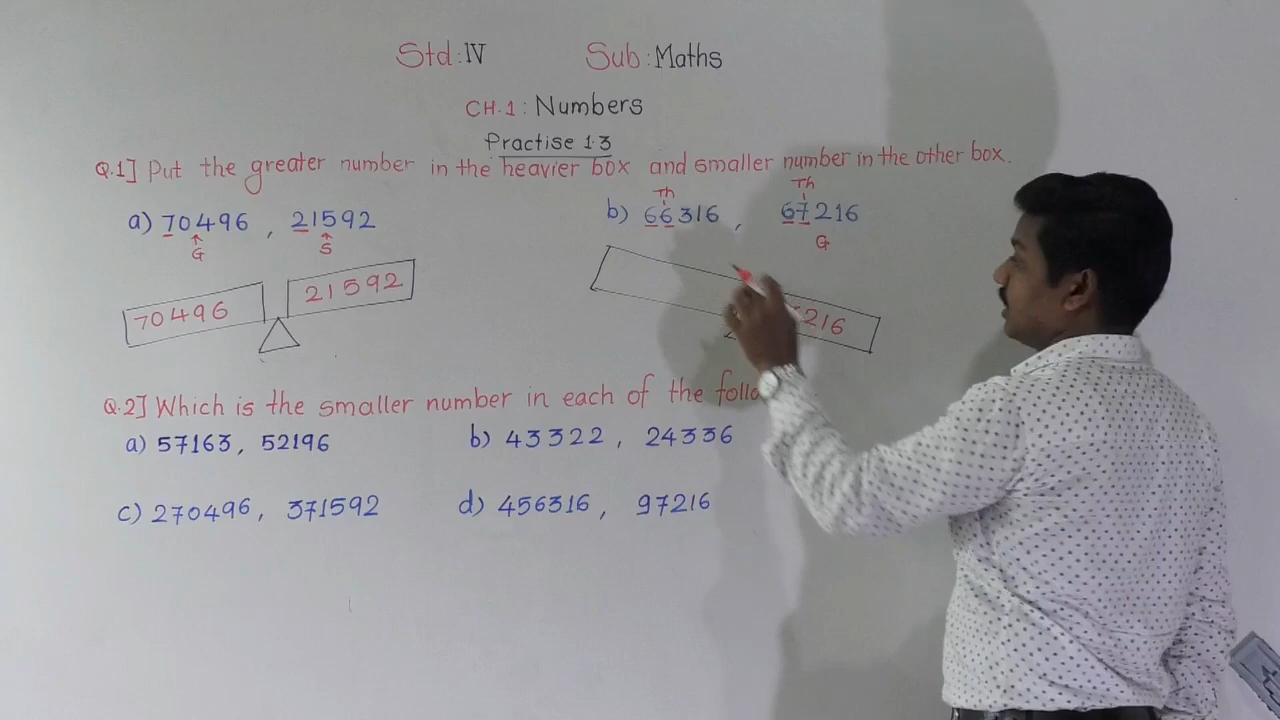 Std : IV Sub : Maths
CH.1 : Numbers
Practise 1.3
Q.1] Put the greater number in the heavier box and smaller number in the other box.
Th Th
a) 70496 , 21592 b) 66316 , 67216
G S G
70496 21592 216
Q.2] Which is the smaller number in each of the
a) 57163, 52196 b) 43322 , 24336
c) 270496, 371592 d) 456316 , 97216